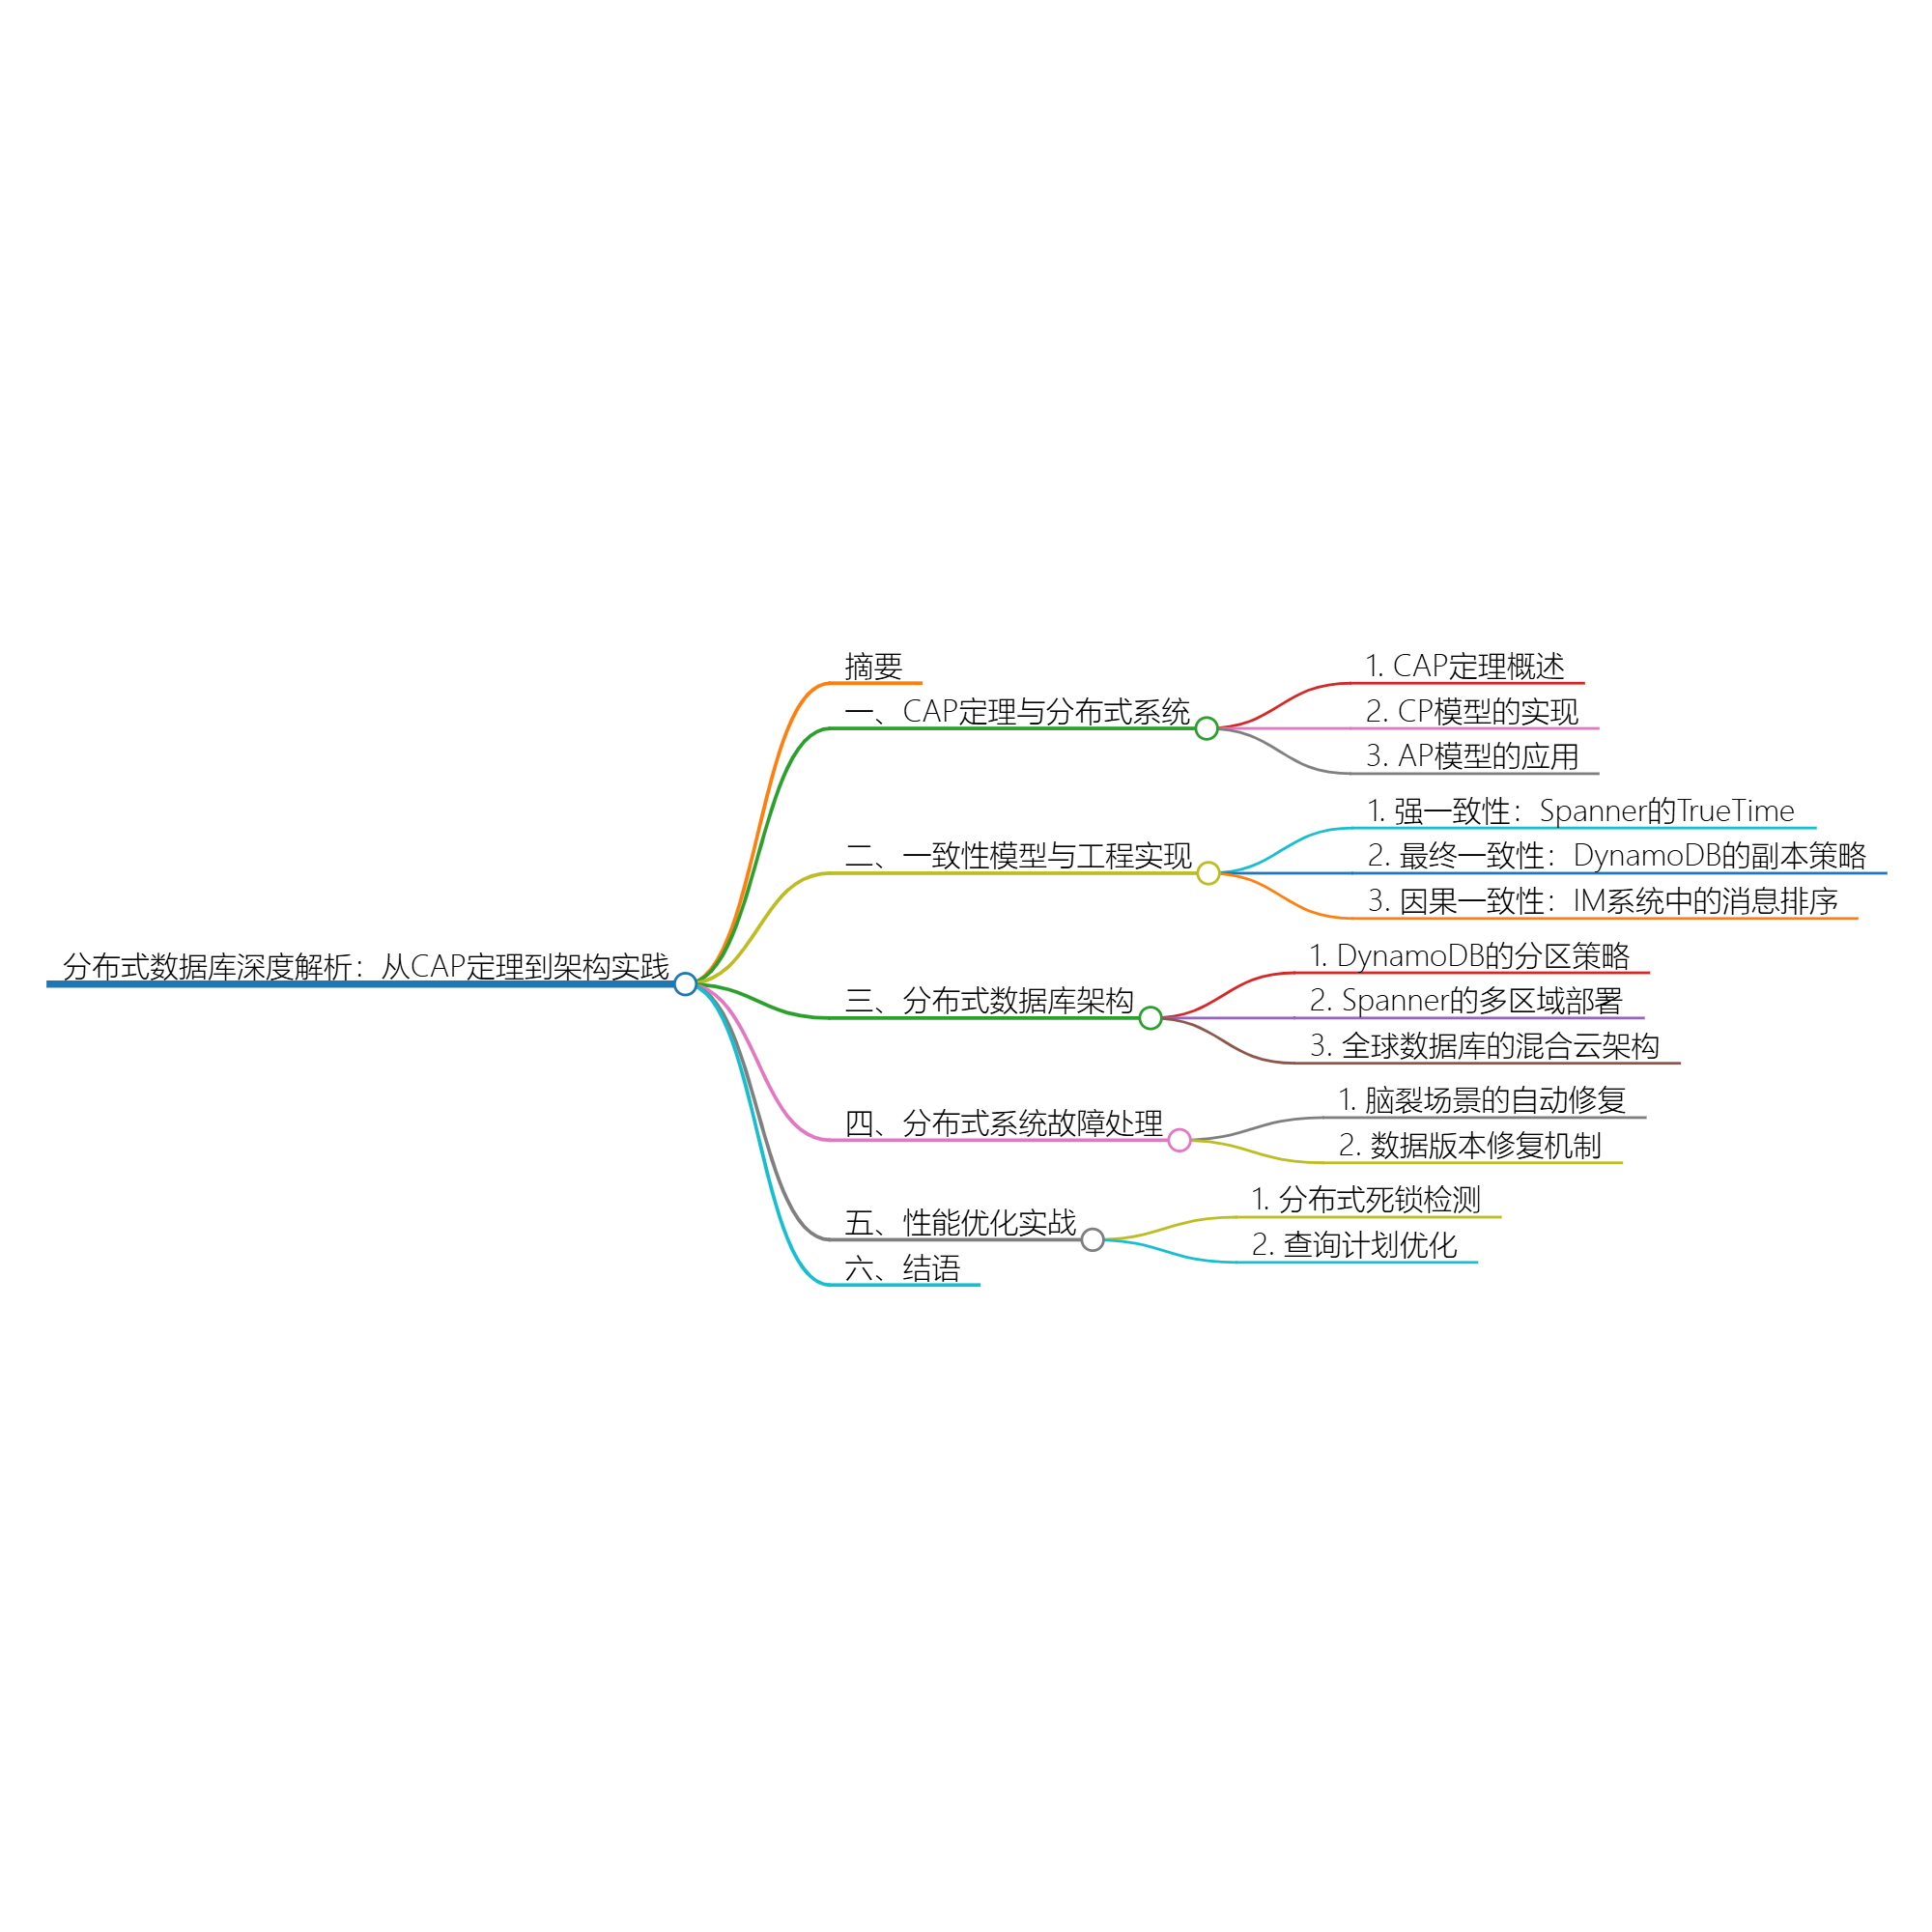 分布式数据库深度解析：从CAP定理到架构实践
摘要
一、CAP定理与分布式系统
1. CAP定理概述
2. CP模型的实现
3. AP模型的应用
二、一致性模型与工程实现
1. 强一致性：Spanner的TrueTime
2. 最终一致性：DynamoDB的副本策略
3. 因果一致性：IM系统中的消息排序
三、分布式数据库架构
1. DynamoDB的分区策略
2. Spanner的多区域部署
3. 全球数据库的混合云架构
四、分布式系统故障处理
1. 脑裂场景的自动修复
2. 数据版本修复机制
五、性能优化实战
1. 分布式死锁检测
2. 查询计划优化
六、结语